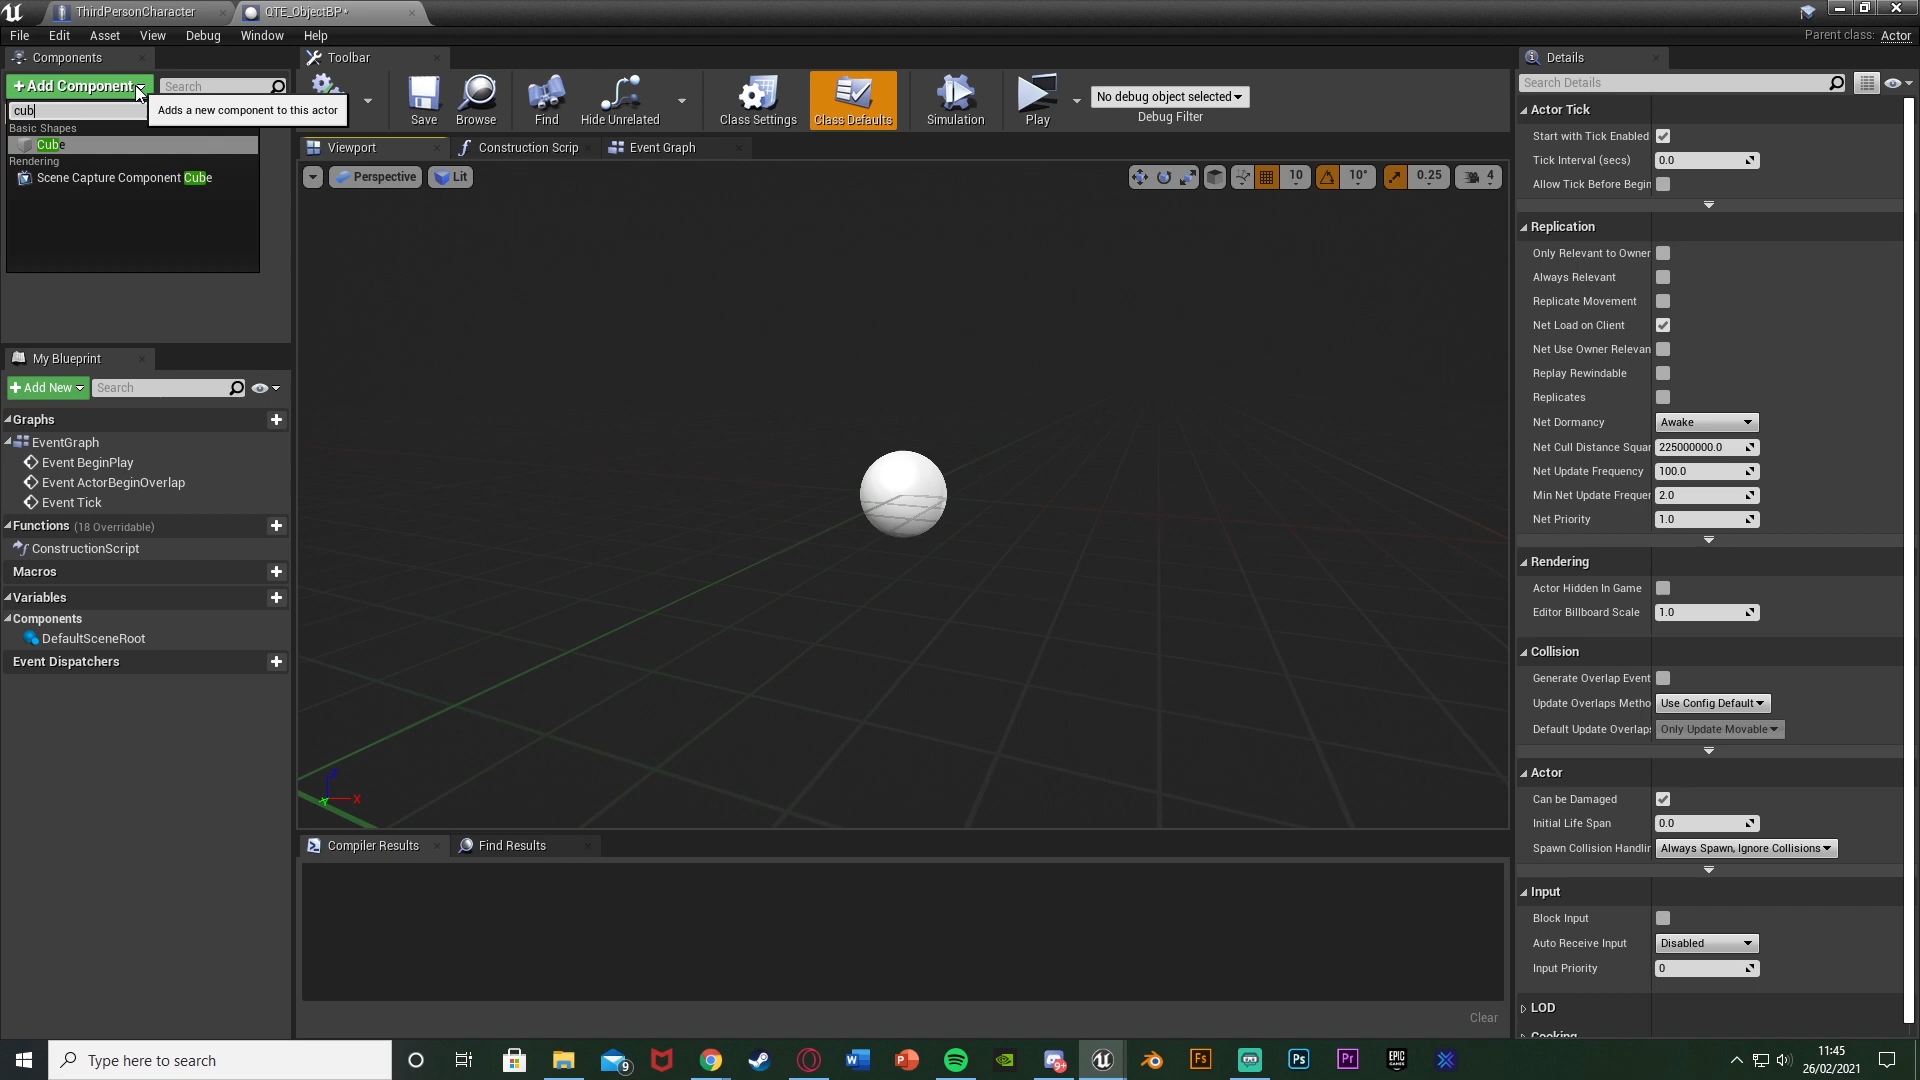 ThirdPersonCharacter
QTE_ObjectBP*
File Edit Asset View Debug Window Help
Parent class: Actor
Components
+Add Component
Search
cub
Adds a new component to this actor
Basic Shapes
Cube
Rendering
Scene Capture Component Cube
My Blueprint
+Add New
Search
Graphs
EventGraph
Event BeginPlay
Event ActorBeginOverlap
Event Tick
Functions (18 Overridable)
ConstructionScript
Macros
Variables
Components
DefaultSceneRoot
Event Dispatchers
Toolbar
Save
Browse
Find
Hide Unrelated
Class Settings
Class Defaults
Simulation
Play
No debug object selected
Debug Filter
Viewport
Construction Scrip
Event Graph
Perspective
Lit
10
10°
0.25
4
X
Compiler Results
Find Results
Clear
Details
Search Details
Actor Tick
Start with Tick Enabled
Tick Interval (secs) 0.0
Allow Tick Before Begin
Replication
Only Relevant to Owner
Always Relevant
Replicate Movement
Net Load on Client
Net Use Owner Relevan
Replay Rewindable
Replicates
Net Dormancy Awake
Net Cull Distance Squar 225000000.0
Net Update Frequency 100.0
Min Net Update Frequer 2.0
Net Priority 1.0
Rendering
Actor Hidden In Game
Editor Billboard Scale 1.0
Collision
Generate Overlap Event
Update Overlaps Metho Use Config Default
Default Update Overlaps Only Update Movable
Actor
Can be Damaged
Initial Life Span 0.0
Spawn Collision Handlir Always Spawn, Ignore Collisions
Input
Block Input
Auto Receive Input Disabled
Input Priority 0
LOD
Cooking
Type here to search
9
W
P
9+
Fs
Ps
Pr
EPIC GAMES
11:45
26/02/2021